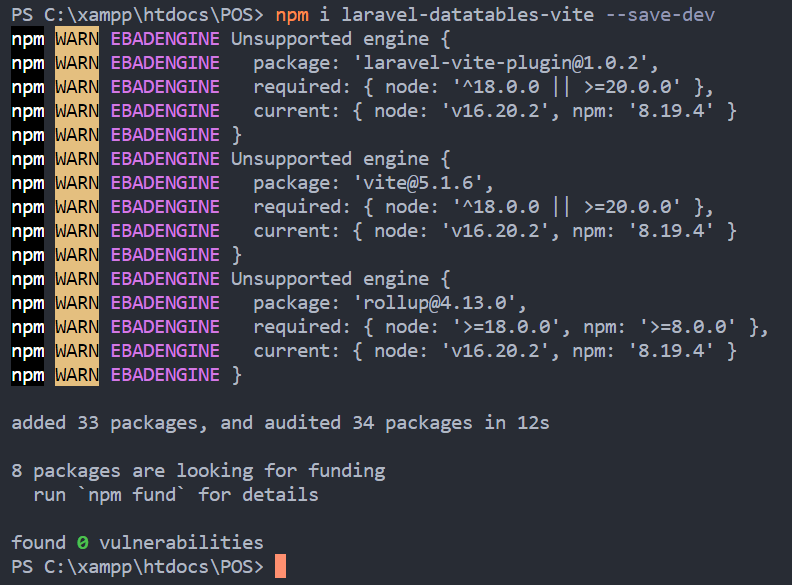 PS C:\xampp\htdocs\POS> npm i laravel-datatables-vite --save-dev
npm WARN EBADENGINE Unsupported engine {
npm WARN EBADENGINE   package: 'laravel-vite-plugin@1.0.2',
npm WARN EBADENGINE   required: { node: '^18.0.0 || >=20.0.0' },
npm WARN EBADENGINE   current: { node: 'v16.20.2', npm: '8.19.4' }
npm WARN EBADENGINE }
npm WARN EBADENGINE Unsupported engine {
npm WARN EBADENGINE   package: 'vite@5.1.6',
npm WARN EBADENGINE   required: { node: '^18.0.0 || >=20.0.0' },
npm WARN EBADENGINE   current: { node: 'v16.20.2', npm: '8.19.4' }
npm WARN EBADENGINE }
npm WARN EBADENGINE Unsupported engine {
npm WARN EBADENGINE   package: 'rollup@4.13.0',
npm WARN EBADENGINE   required: { node: '>=18.0.0', npm: '>=8.0.0' },
npm WARN EBADENGINE   current: { node: 'v16.20.2', npm: '8.19.4' }
npm WARN EBADENGINE }
added 33 packages, and audited 34 packages in 12s
8 packages are looking for funding
  run `npm fund` for details
found 0 vulnerabilities
PS C:\xampp\htdocs\POS>